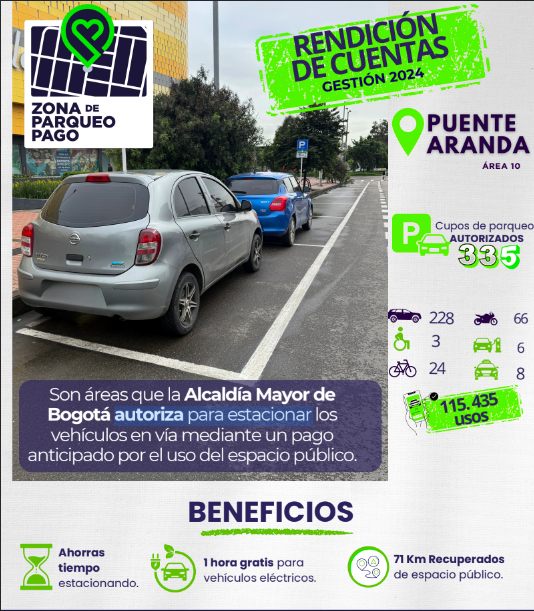 ZONA DE
PARQUEO
PAGO
RENDICIÓN
DE CUENTAS
GESTIÓN 2024
PUENTE
ARANDA
ÁREA 10
P
Cupos de parqueo
AUTORIZADOS
335
228
66
3
6
24
8
115.435
USOS
Son áreas que la Alcaldía Mayor de
Bogotá autoriza para estacionar los
vehículos en vía mediante un pago
anticipado por el uso del espacio público.
BENEFICIOS
Ahorras
tiempo
estacionando.
1 hora gratis para
vehículos eléctricos.
71 Km Recuperados
de espacio público.